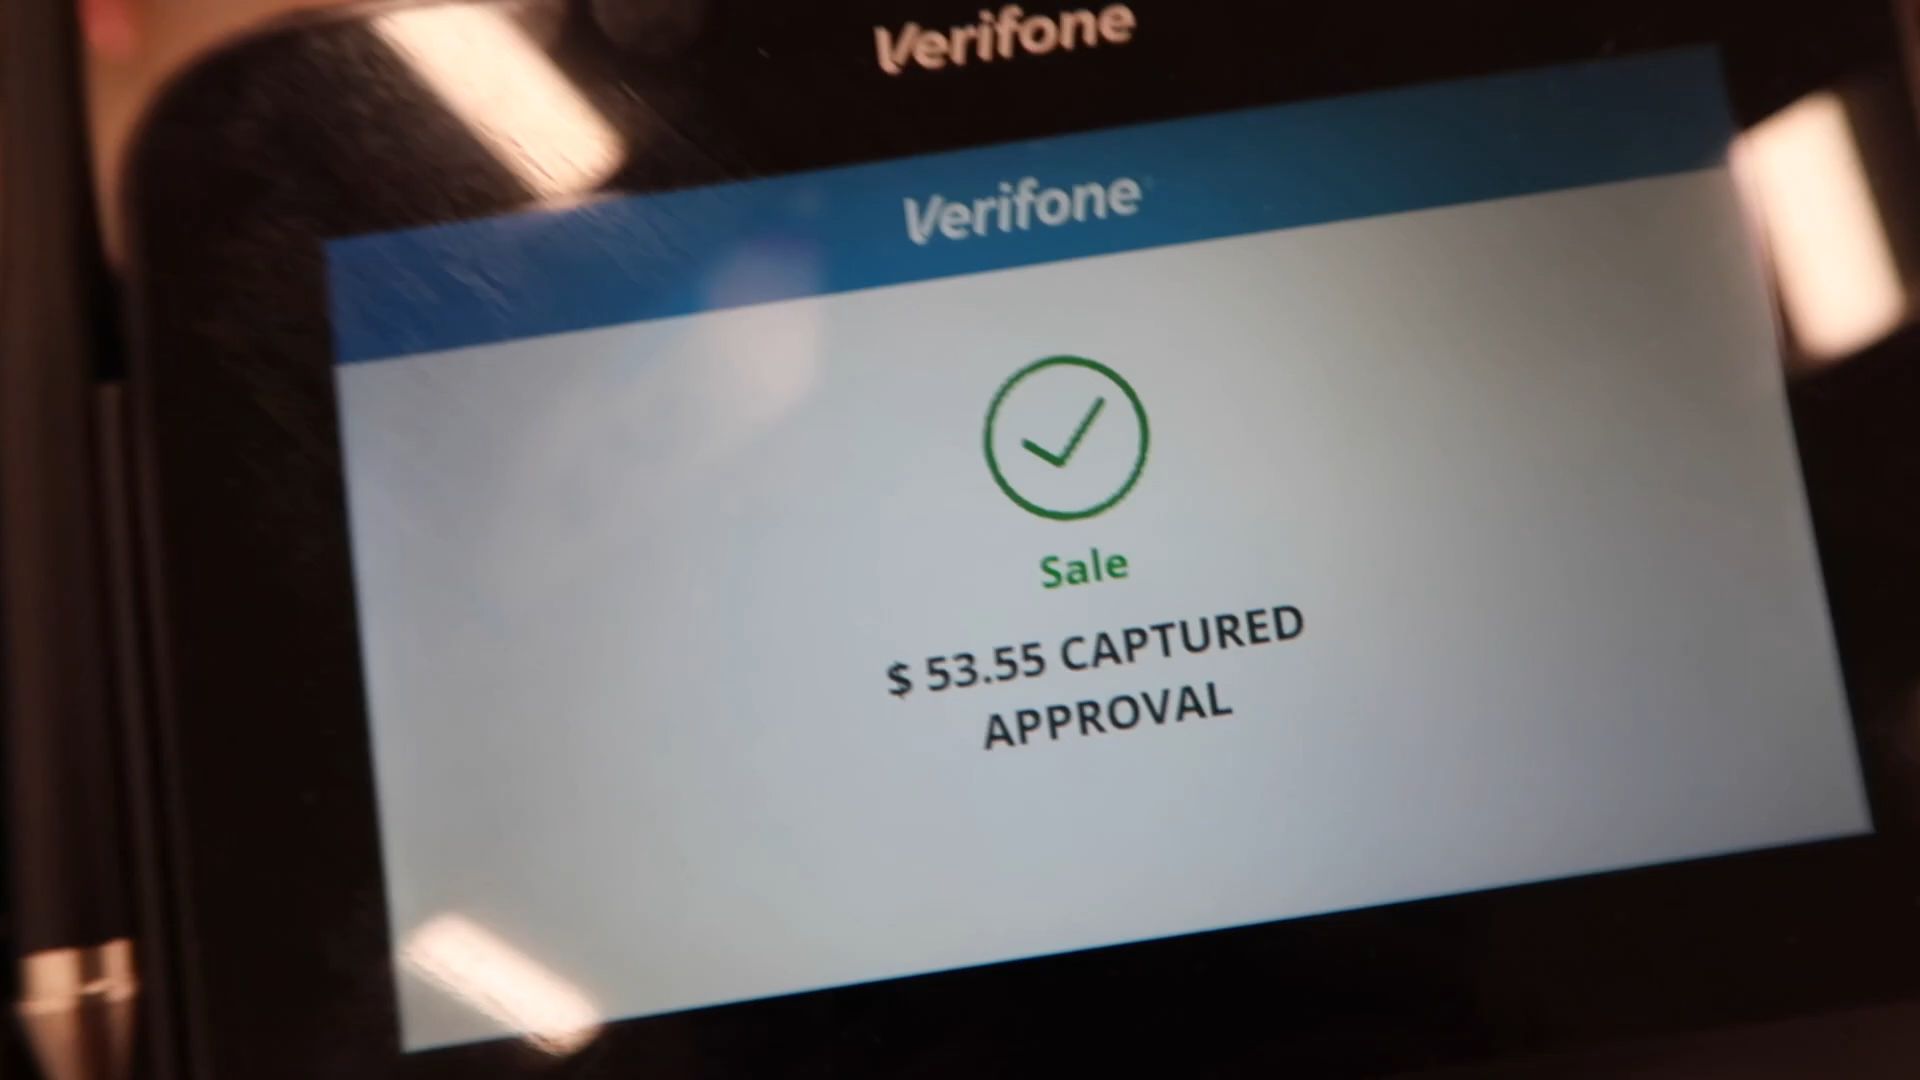 Verifone
Verifone
Sale
$ 53.55 CAPTURED
APPROVAL